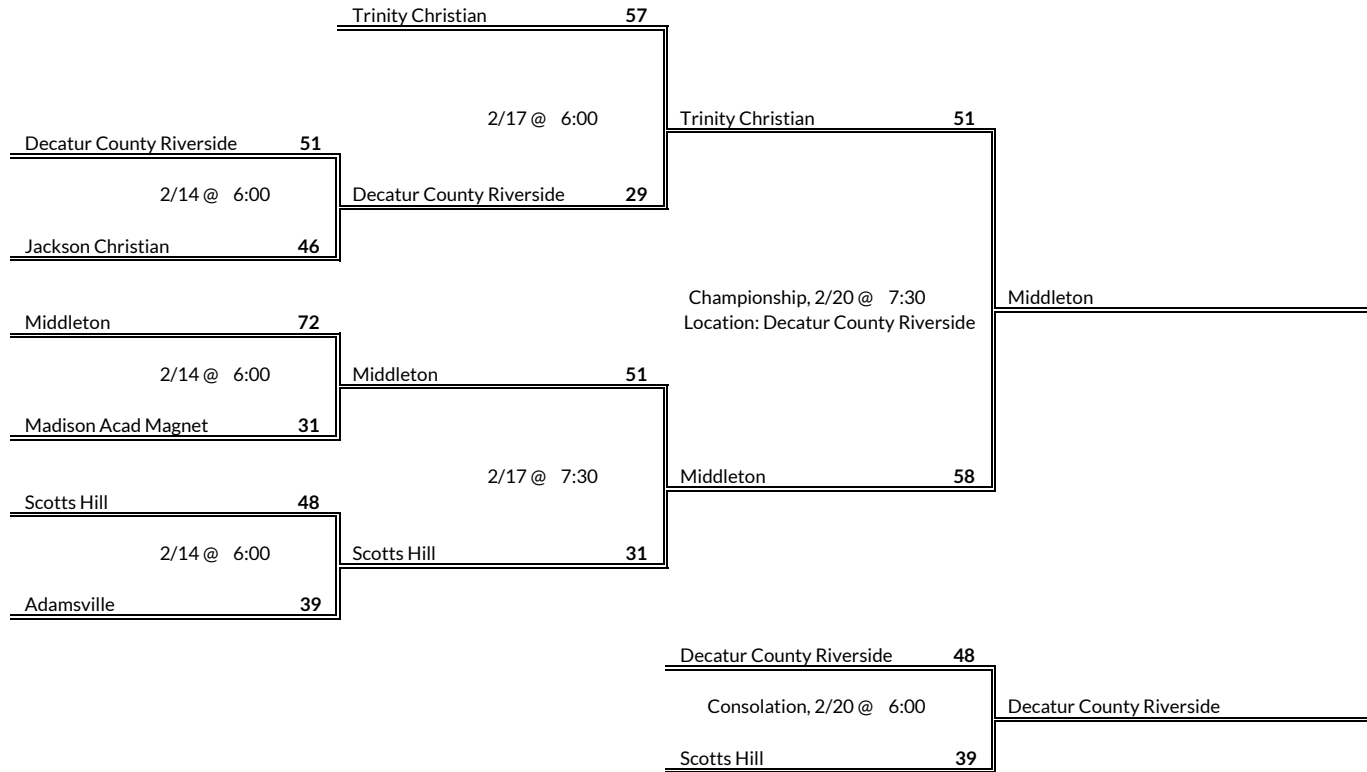 Trinity Christian 57
2/17 @ 6:00 Trinity Christian 51
Decatur County Riverside 51
2/14 @ 6:00 Decatur County Riverside 29
Jackson Christian 46
Championship, 2/20 @ 7:30 Middleton
Middleton 72 Location: Decatur County Riverside
2/14 @ 6:00 Middleton 51
Madison Acad Magnet 31
2/17 @ 7:30 Middleton 58
Scotts Hill 48
2/14 @ 6:00 Scotts Hill 31
Adamsville 39
Decatur County Riverside 48
Consolation, 2/20 @ 6:00 Decatur County Riverside
Scotts Hill 39